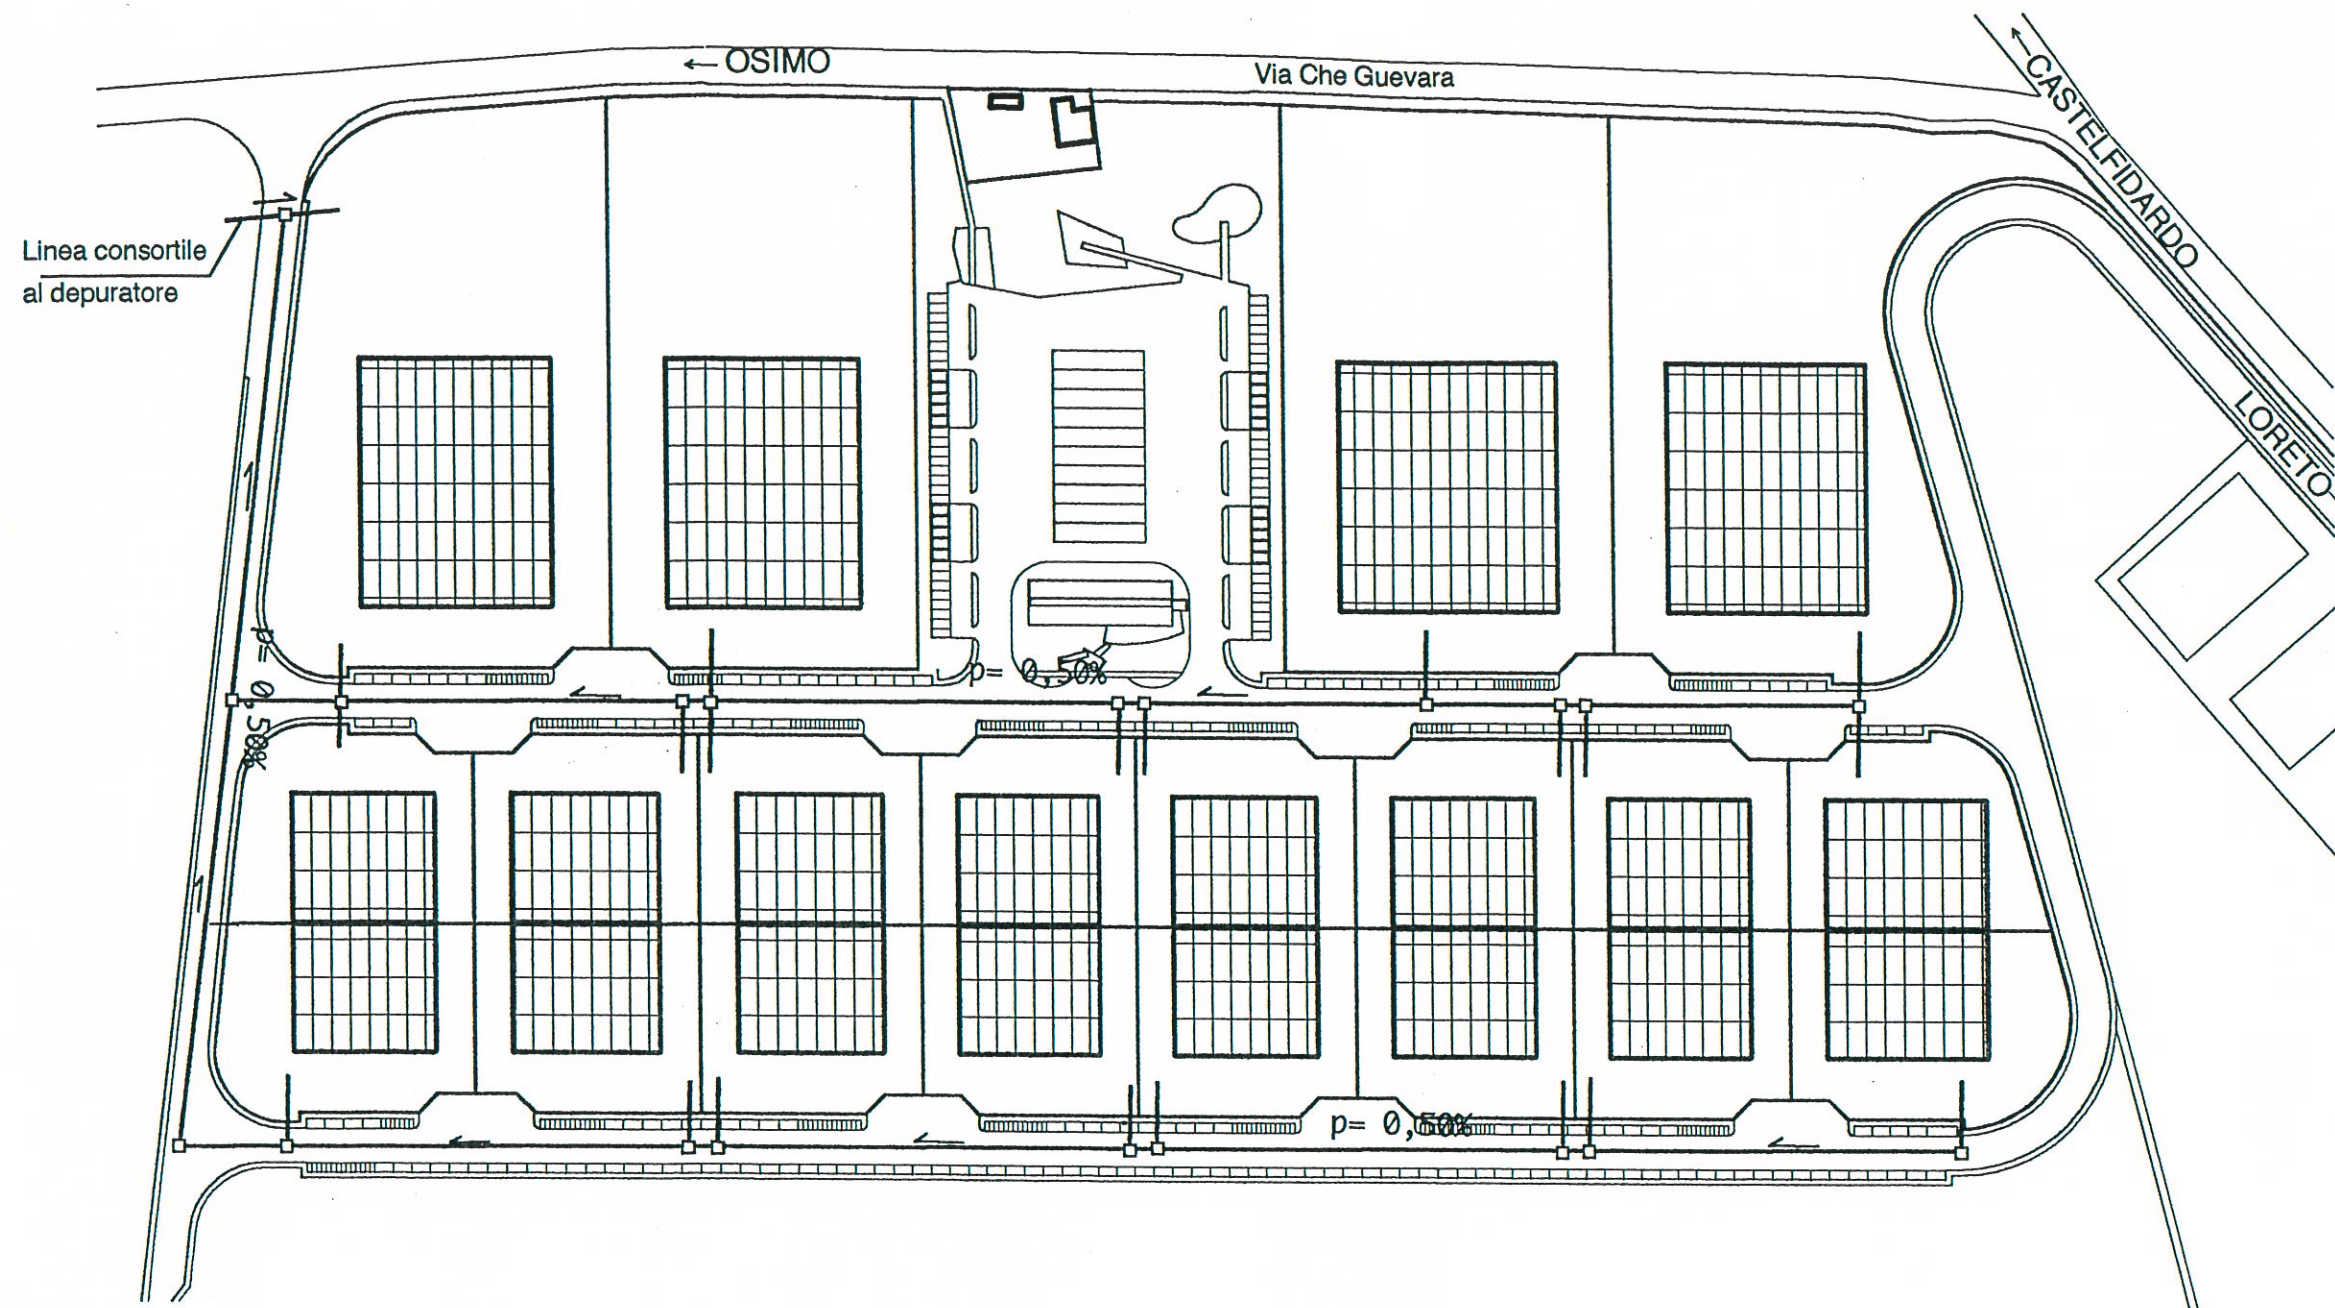 ← OSIMO
Via Che Guevara
←CASTELFIDARDO
Linea consortile
al depuratore
LORETO
p= 0,50%
p= 0,50%
p= 0,50%